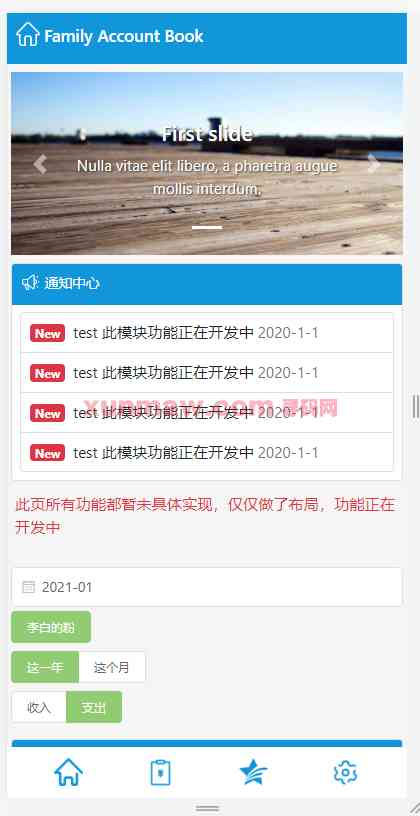 Family Account Book
First slide
Nulla vitae elit libero, a pharetra augue
mollis interdum.
通知中心
New test 此模块功能正在开发中 2020-1-1
New test 此模块功能正在开发中 2020-1-1
New test 此模块功能正在开发中 2020-1-1
xunmaw.com 寻码网
New test 此模块功能正在开发中 2020-1-1
此页所有功能都暂未具体实现，仅仅做了布局，功能正在
开发中
2021-01
李白的粉
这一年 这个月
收入 支出